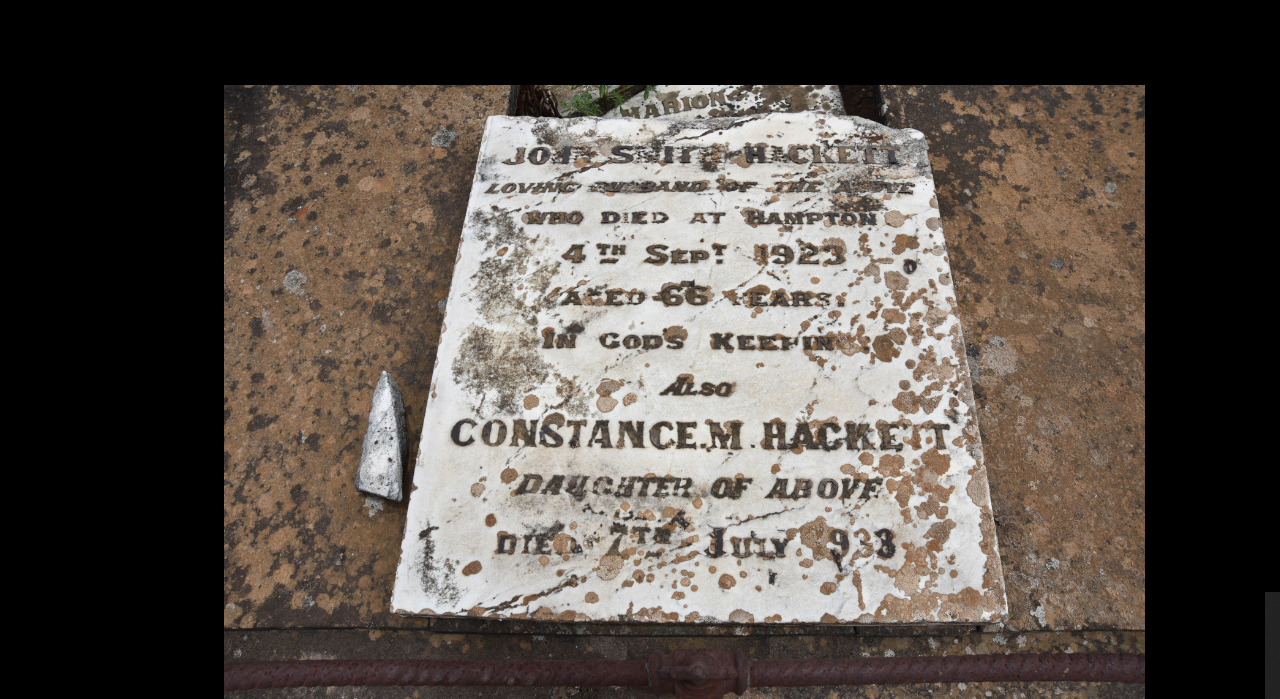 MARION
JOHN SMITH HACKETT
LOVING HUSBAND OF THE ABOVE
WHO DIED AT HAMPTON
4TH SEPT. 1923
AGED 66 YEARS.
IN GOD'S KEEPING.
ALSO
CONSTANCE.M.HACKETT
DAUGHTER OF ABOVE
DIED 7TH JULY 1933